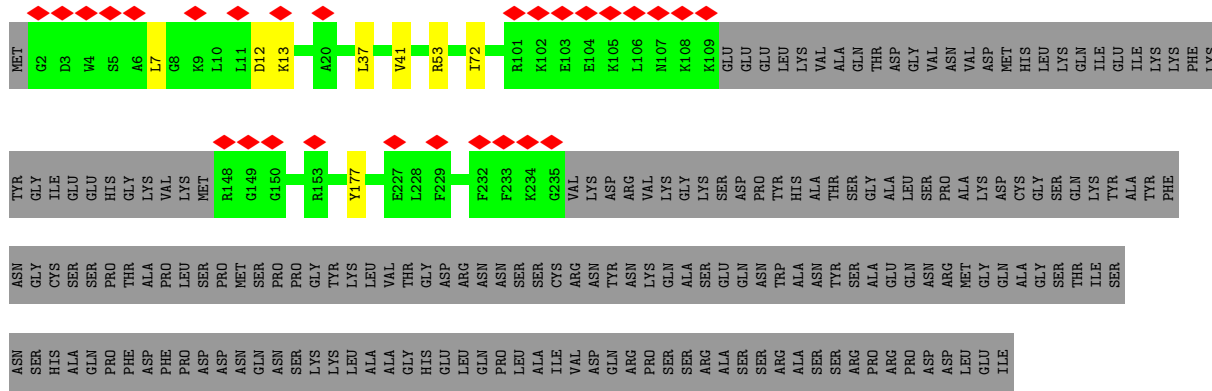 MET G2 D3 W4 S5 A6 L7 G8 K9 L10 L11 D12 K13 A20 L37 V41 R53 I72 R101 K102 E103 E104 K105 L106 N107 K108 K109 GLU GLU GLU LEU LYS VAL ALA GLN THR ASP GLY VAL ASN VAL ASP MET HIS LEU LYS GLN ILE GLU ILE LYS LYS PHE LYS
TYR GLY ILE GLU GLU HIS GLY LYS VAL LYS MET R148 G149 G150 R153 Y177 E227 L228 F229 F232 F233 K234 G235 VAL LYS ASP ARG VAL LYS GLY LYS SER ASP PRO TYR HIS ALA THR SER GLY ALA LEU SER PRO ALA LYS ASP CYS GLY SER GLN LYS TYR ALA TYR PHE
ASN GLY CYS SER SER PRO THR ALA PRO LEU SER PRO MET SER PRO PRO GLY TYR LYS LEU VAL THR GLY ASP ARG ASN ASN SER SER CYS ARG ASN TYR ASN LYS GLN ALA SER GLU GLN ASN TRP ALA ASN TYR SER ALA GLU GLN ASN ARG MET GLY GLN ALA GLY SER THR ILE SER
ASN SER HIS ALA GLN PRO PHE ASP PHE PRO ASP ASP ASN GLN ASN SER LYS LYS LEU ALA ALA GLY HIS GLU LEU GLN PRO LEU ALA ILE VAL ASP GLN ARG PRO SER SER ARG ALA SER SER ARG ALA SER SER ARG PRO ARG PRO ASP ASP LEU GLU ILE